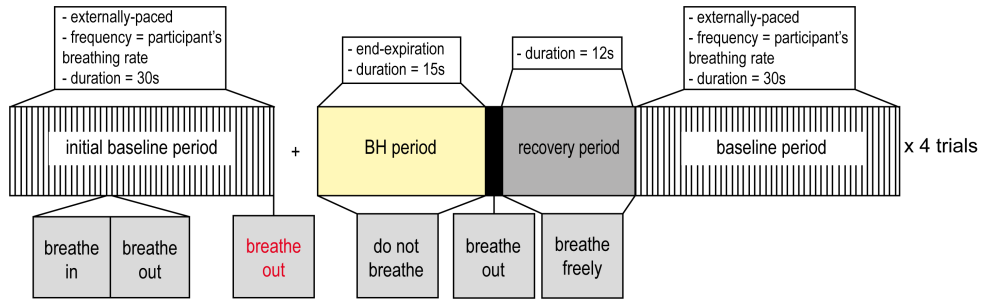 - externally-paced
- frequency = participant's
breathing rate
- duration = 30s
- end-expiration
- duration = 15s
- duration = 12s
- externally-paced
- frequency = participant's
breathing rate
- duration = 30s
initial baseline period
+
BH period
recovery period
baseline period
x 4 trials
breathe
in
breathe
out
breathe
out
do not
breathe
breathe
out
breathe
freely